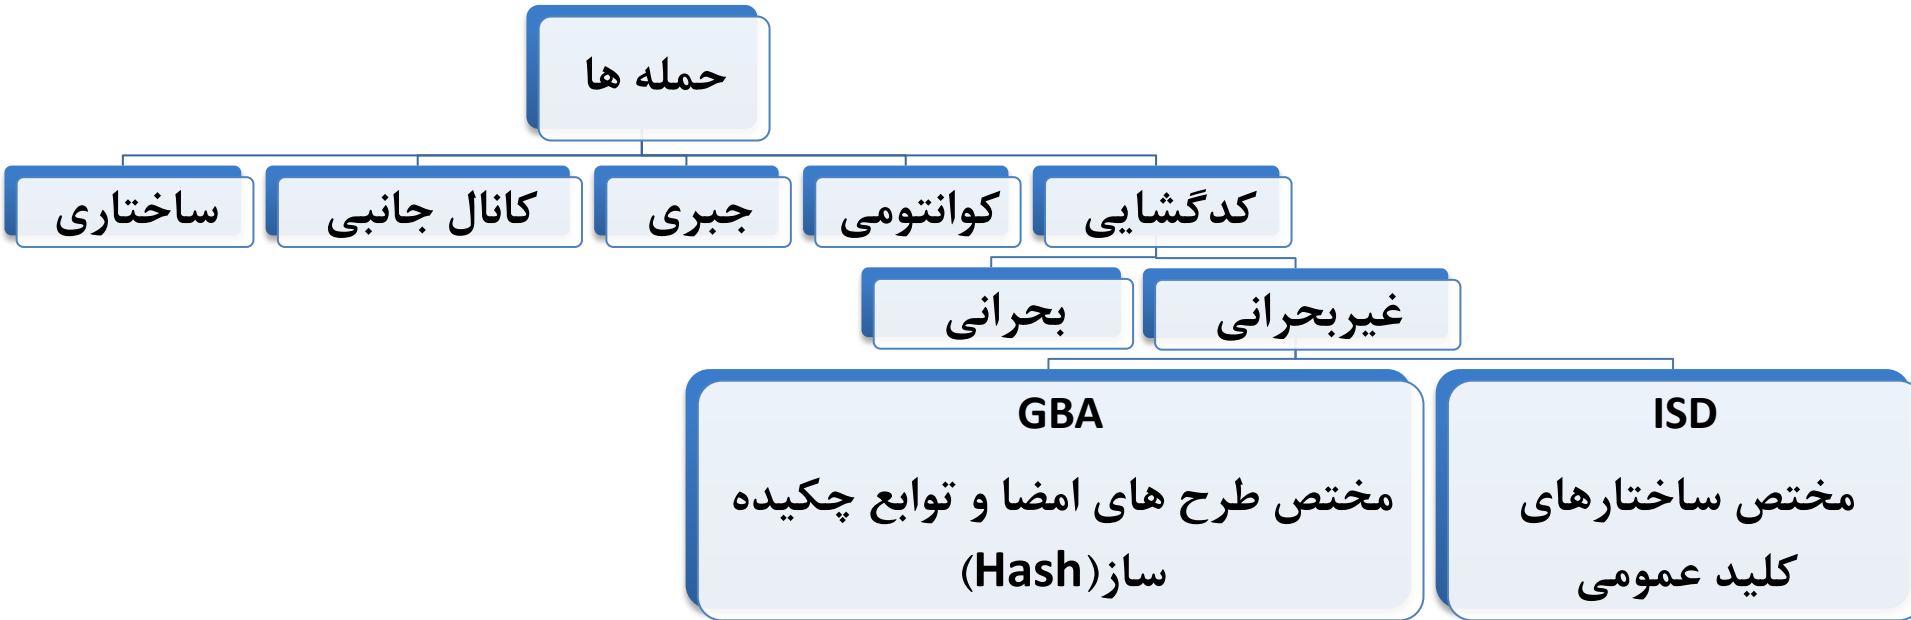 حمله ها
کدگشایی
کوانتومی
جبری
کانال جانبی
ساختاری
غیربحرانی
بحرانی
ISD
مختص ساختارهای
کلید عمومی
GBA
مختص طرح های امضا و توابع چکیده
ساز(Hash)